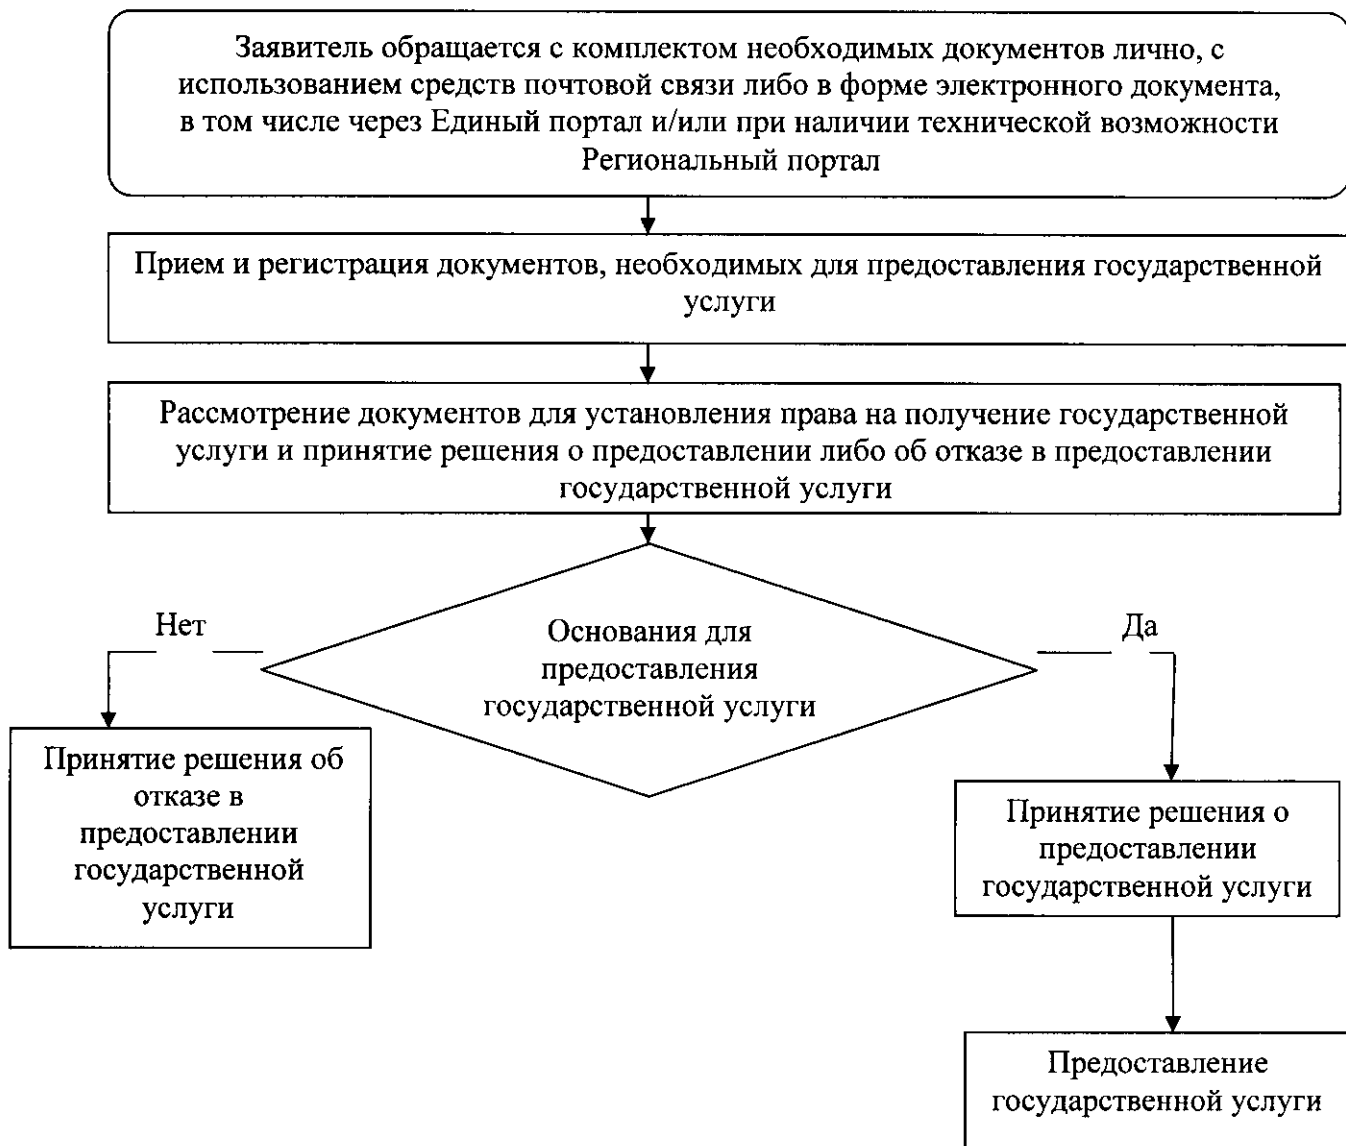 Заявитель обращается с комплектом необходимых документов лично, с
использованием средств почтовой связи либо в форме электронного документа,
в том числе через Единый портал и/или при наличии технической возможности
Региональный портал
Прием и регистрация документов, необходимых для предоставления государственной
услуги
Рассмотрение документов для установления права на получение государственной
услуги и принятие решения о предоставлении либо об отказе в предоставлении
государственной услуги
Нет
Да
Основания для
предоставления
государственной услуги
Принятие решения об
отказе в
предоставлении
государственной
услуги
Принятие решения о
предоставлении
государственной услуги
Предоставление
государственной услуги